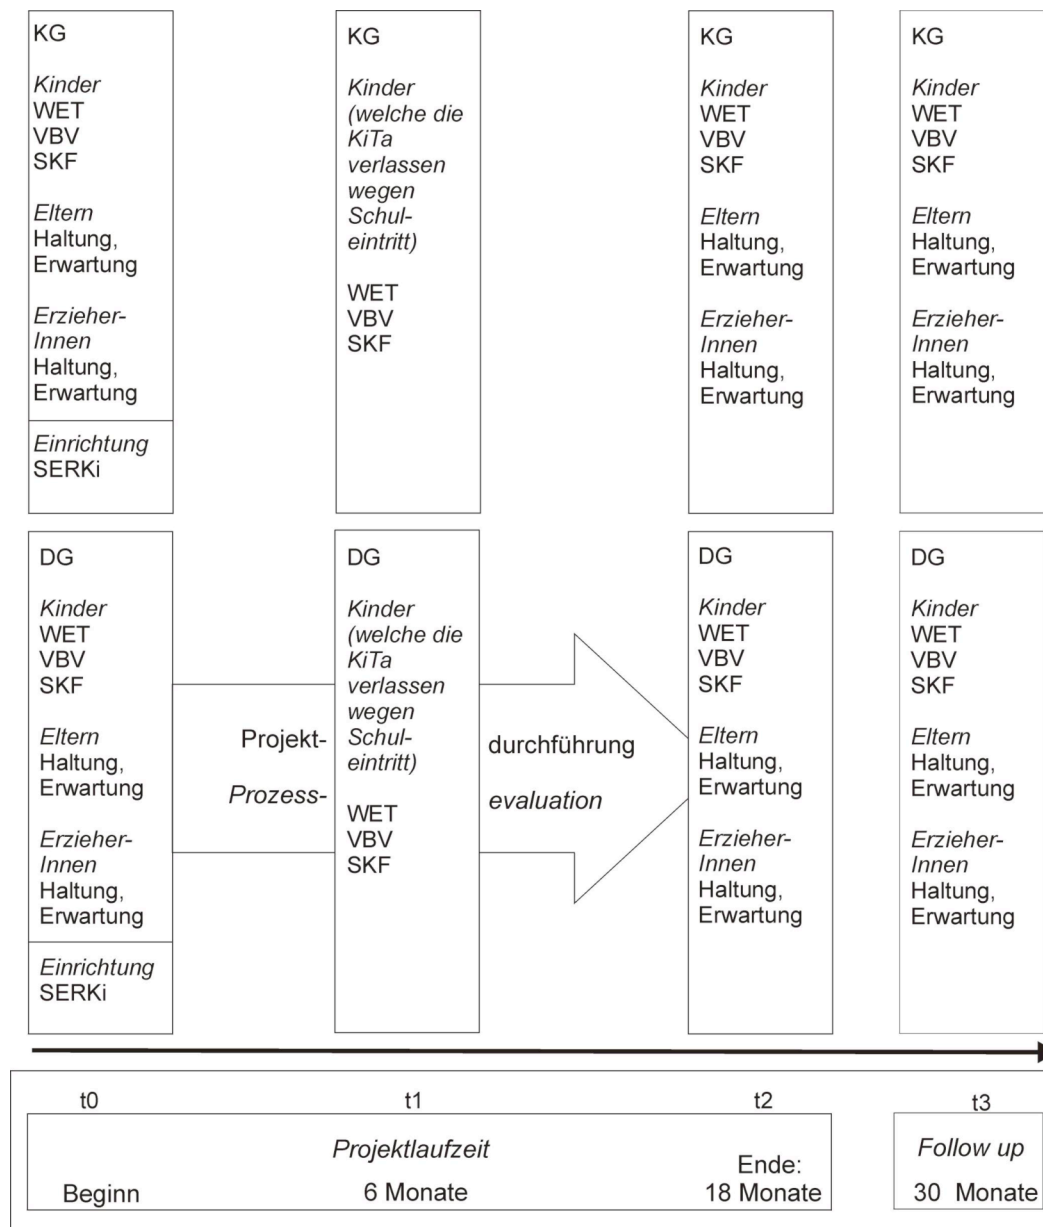 KG
Kinder
WET
VBV
SKF
Eltern
Haltung,
Erwartung
Erzieher-
Innen
Haltung,
Erwartung
Einrichtung
SERKi
KG
Kinder
(welche die
KiTa
verlassen
wegen
Schul-
eintritt)
WET
VBV
SKF
KG
Kinder
WET
VBV
SKF
Eltern
Haltung,
Erwartung
Erzieher-
Innen
Haltung,
Erwartung
KG
Kinder
WET
VBV
SKF
Eltern
Haltung,
Erwartung
Erzieher-
Innen
Haltung,
Erwartung
DG
Kinder
WET
VBV
SKF
Eltern
Haltung,
Erwartung
Erzieher-
Innen
Haltung,
Erwartung
Einrichtung
SERKi
Projekt-
Prozess-
DG
Kinder
(welche die
KiTa
verlassen
wegen
Schul-
eintritt)
WET
VBV
SKF
durchführung
evaluation
DG
Kinder
WET
VBV
SKF
Eltern
Haltung,
Erwartung
Erzieher-
Innen
Haltung,
Erwartung
DG
Kinder
WET
VBV
SKF
Eltern
Haltung,
Erwartung
Erzieher-
Innen
Haltung,
Erwartung
t0 t1 t2 t3
Projektlaufzeit
Beginn
6 Monate
Ende:
18 Monate
Follow up
30 Monate